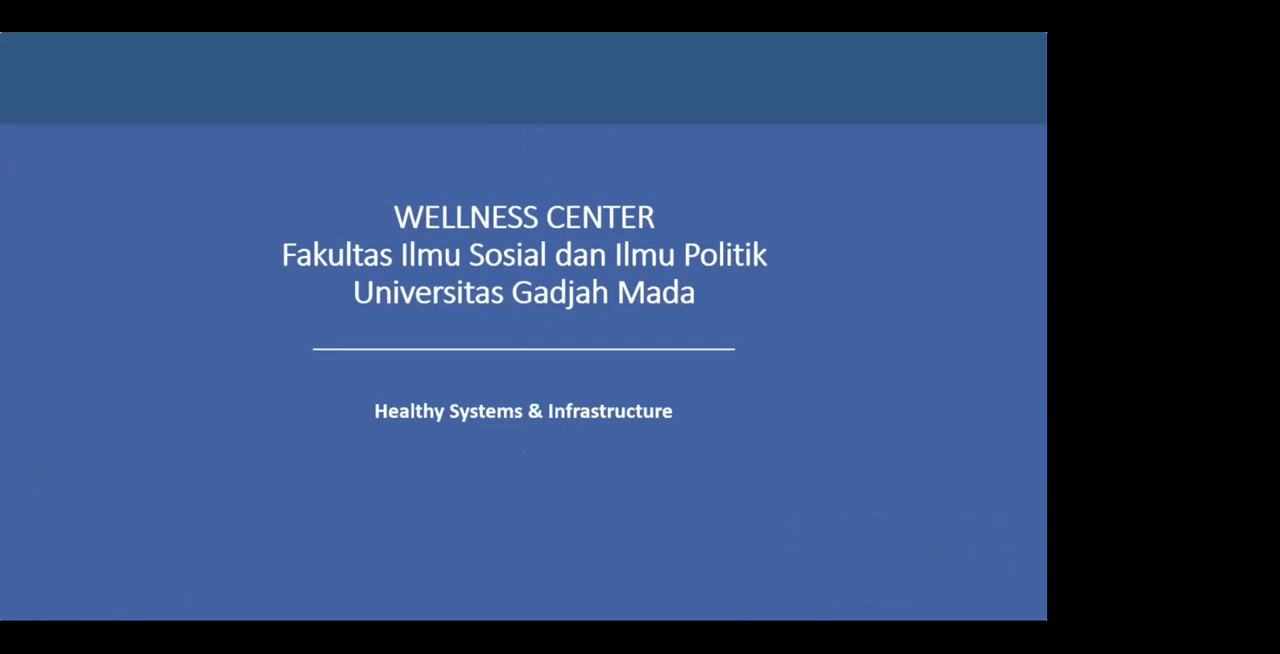 WELLNESS CENTER
Fakultas Ilmu Sosial dan Ilmu Politik
Universitas Gadjah Mada
Healthy Systems & Infrastructure